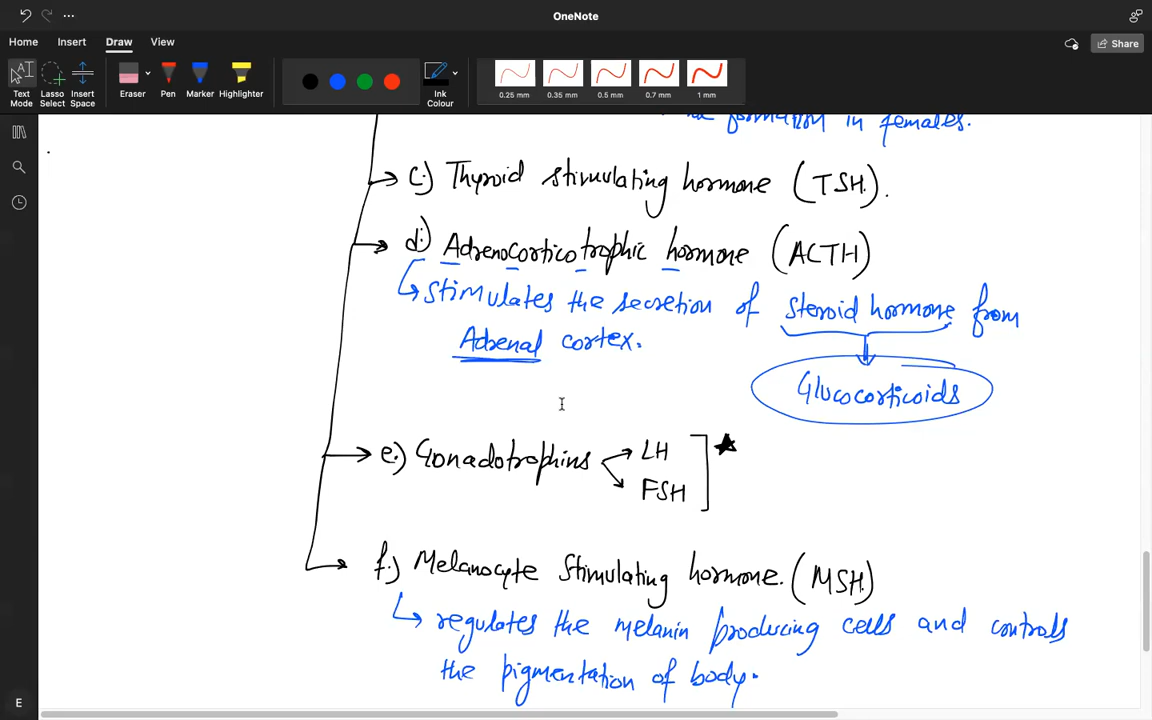 OneNote
Home Insert Draw View
Share
Text Mode
Lasso Select
Insert Space
Eraser
Pen
Marker
Highlighter
Ink Colour
0.25 mm 0.35 mm 0.5 mm 0.7 mm 1 mm
formation in females.
c.) Thyroid stimulating hormone (TSH).
d.) Adrenocorticotrophic hormone (ACTH)
Stimulates the secretion of steroid hormone from
Adrenal cortex.
Glucocorticoids
e.) Gonadotrophins LH
FSH
f.) Melanocyte Stimulating hormone. (MSH)
regulates the melanin producing cells and controls
the pigmentation of body.
E